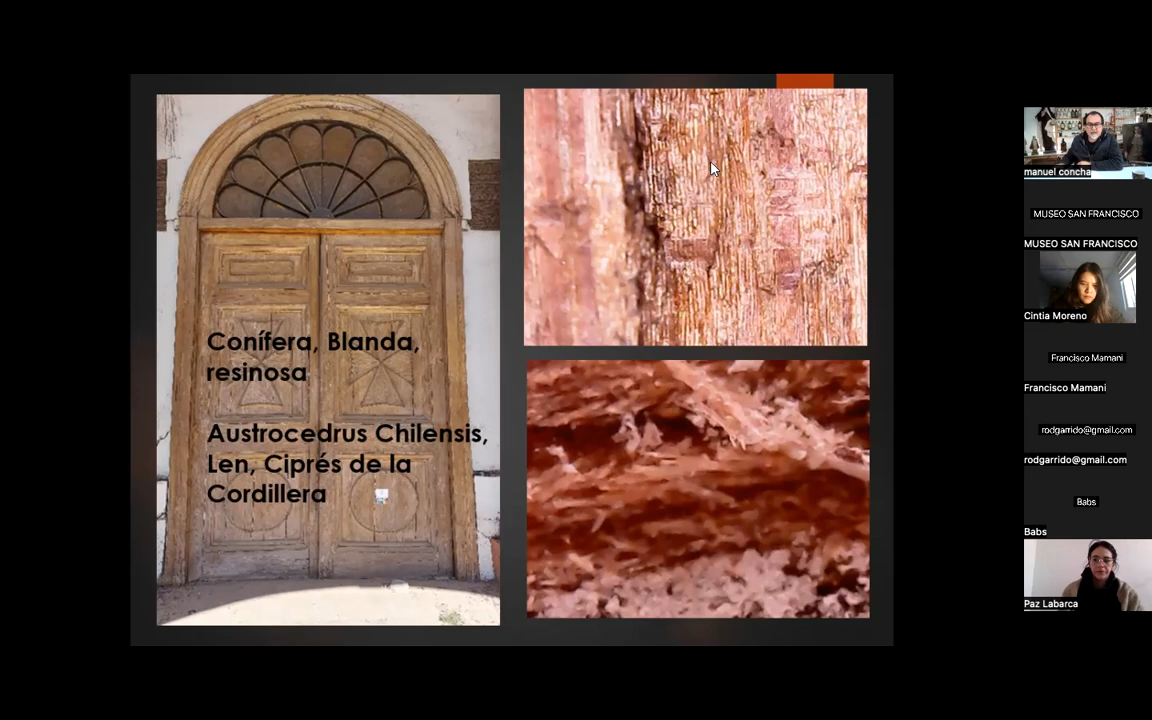 Conífera, Blanda,
resinosa
Austrocedrus Chilensis,
Len, Ciprés de la
Cordillera
manuel concha
MUSEO SAN FRANCISCO
MUSEO SAN FRANCISCO
Cintia Moreno
Francisco Mamani
Francisco Mamani
rodgarrido@gmail.com
rodgarrido@gmail.com
Babs
Babs
Paz Labarca